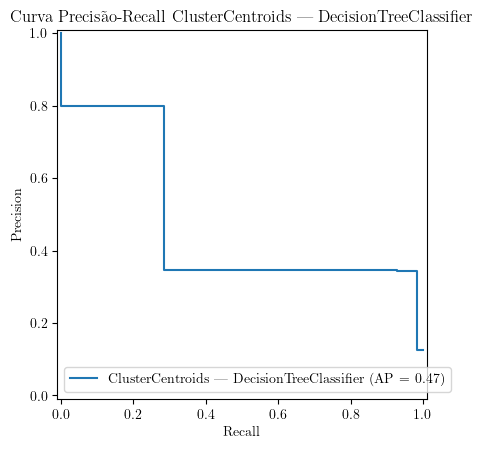 Curva Precisão-Recall ClusterCentroids — DecisionTreeClassifier
1.0
0.8
0.6
0.4
0.2
0.0
Precision
ClusterCentroids — DecisionTreeClassifier (AP = 0.47)
0.0 0.2 0.4 0.6 0.8 1.0
Recall